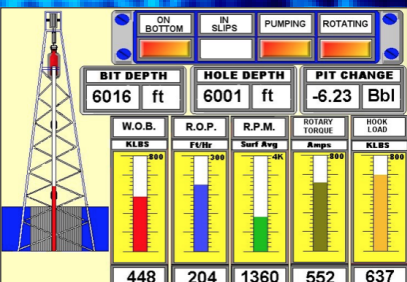 ON BOTTOM
IN SLIPS
PUMPING
ROTATING
BIT DEPTH
HOLE DEPTH
PIT CHANGE
6016 ft
6001 ft
-6.23 Bbl
W.O.B.
R.O.P.
R.P.M.
ROTARY TORQUE
HOOK LOAD
KLBS
Ft/Hr
Surf Avg
Amps
KLBS
800
300
4K
800
800
448
204
1360
552
637